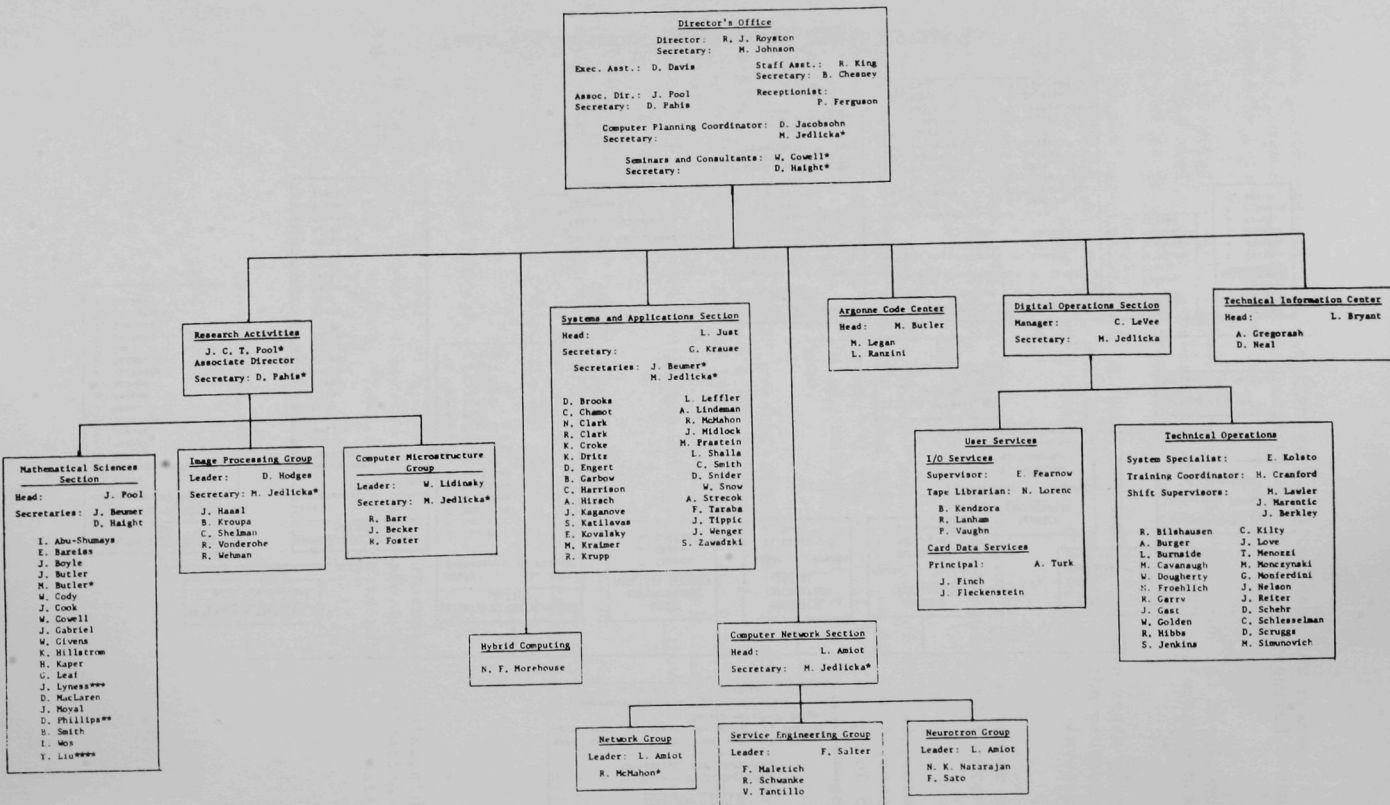 Director's Office
Director: R. J. Royston
Secretary: M. Johnson
Exec. Asst.: D. Davis
Staff Asst.: R. King
Secretary: B. Chesney
Assoc. Dir.: J. Pool
Secretary: D. Pahis
Receptionist:
P. Ferguson
Computer Planning Coordinator: D. Jacobsohn
Secretary: M. Jedlicka*
Seminars and Consultants: W. Cowell*
Secretary: D. Haight*
Research Activities
J. C. T. Pool*
Associate Director
Secretary: D. Pahis*
Systems and Applications Section
Head: L. Just
Secretary: C. Krause
Secretaries: J. Beumer*
M. Jedlicka*
D. Brooks
C. Chamot
N. Clark
R. Clark
K. Croke
K. Dritz
D. Engert
B. Garbow
C. Harrison
A. Hirsch
J. Kaganove
S. Katilavas
E. Kovalsky
M. Kraimer
R. Krupp
L. Leffler
A. Lindeman
R. McMahon
J. Midlock
M. Prastein
L. Shalla
C. Smith
D. Snider
W. Snow
A. Strecok
F. Taraba
J. Tippic
J. Wenger
S. Zawadzki
Argonne Code Center
Head: M. Butler
M. Legan
L. Ranzini
Digital Operations Section
Manager: C. LeVee
Secretary: M. Jedlicka
Technical Information Center
Head: L. Bryant
A. Gregorash
D. Neal
Mathematical Sciences
Section
Head: J. Pool
Secretaries: J. Beumer
D. Haight
I. Abu-Shumays
E. Bareiss
J. Boyle
J. Butler
M. Butler*
W. Cody
J. Cook
W. Cowell
J. Gabriel
W. Givens
K. Hillstrom
H. Kaper
G. Leaf
J. Lyness***
D. MacLaren
J. Moyal
D. Phillips**
B. Smith
L. Wos
Y. Liu****
Image Processing Group
Leader: D. Hodges
Secretary: M. Jedlicka*
J. Haasl
B. Kroupa
C. Shelman
R. Vonderohe
R. Wehman
Computer Microstructure
Group
Leader: W. Lidinsky
Secretary: M. Jedlicka*
R. Barr
J. Becker
R. Foster
User Services
I/O Services
Supervisor: E. Fearnow
Tape Librarian: N. Lorenc
B. Kendzora
R. Lanham
P. Vaughn
Card Data Services
Principal: A. Turk
J. Finch
J. Fleckenstein
Technical Operations
System Specialist: E. Kolsto
Training Coordinator: H. Cranford
Shift Supervisors: M. Lawler
J. Marentic
J. Berkley
R. Bilshausen
A. Burger
L. Burnside
M. Cavanaugh
W. Dougherty
N. Froehlich
R. Garry
J. Gast
W. Golden
R. Hibbs
S. Jenkins
C. Kilty
J. Love
T. Menozzi
M. Monczynski
G. Monferdini
J. Nelson
J. Reiter
D. Schehr
C. Schlesselman
D. Scruggs
M. Simunovich
Hybrid Computing
N. F. Morehouse
Computer Network Section
Head: L. Amiot
Secretary: M. Jedlicka*
Network Group
Leader: L. Amiot
R. McMahon*
Service Engineering Group
Leader: F. Salter
F. Maletich
R. Schwanke
V. Tantillo
Neurotron Group
Leader: L. Amiot
N. K. Natarajan
F. Sato